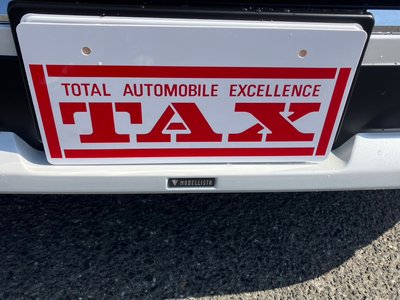 TOTAL AUTOMOBILE EXCELLENCE
TAX
MODELLISTA